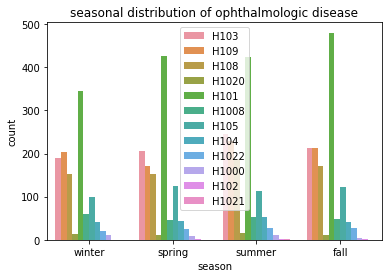 seasonal distribution of ophthalmologic disease
500
400
300
200
100
0
count
H103
H109
H108
H1020
H101
H1008
H105
H104
H1022
H1000
H102
H1021
winter spring summer fall
season